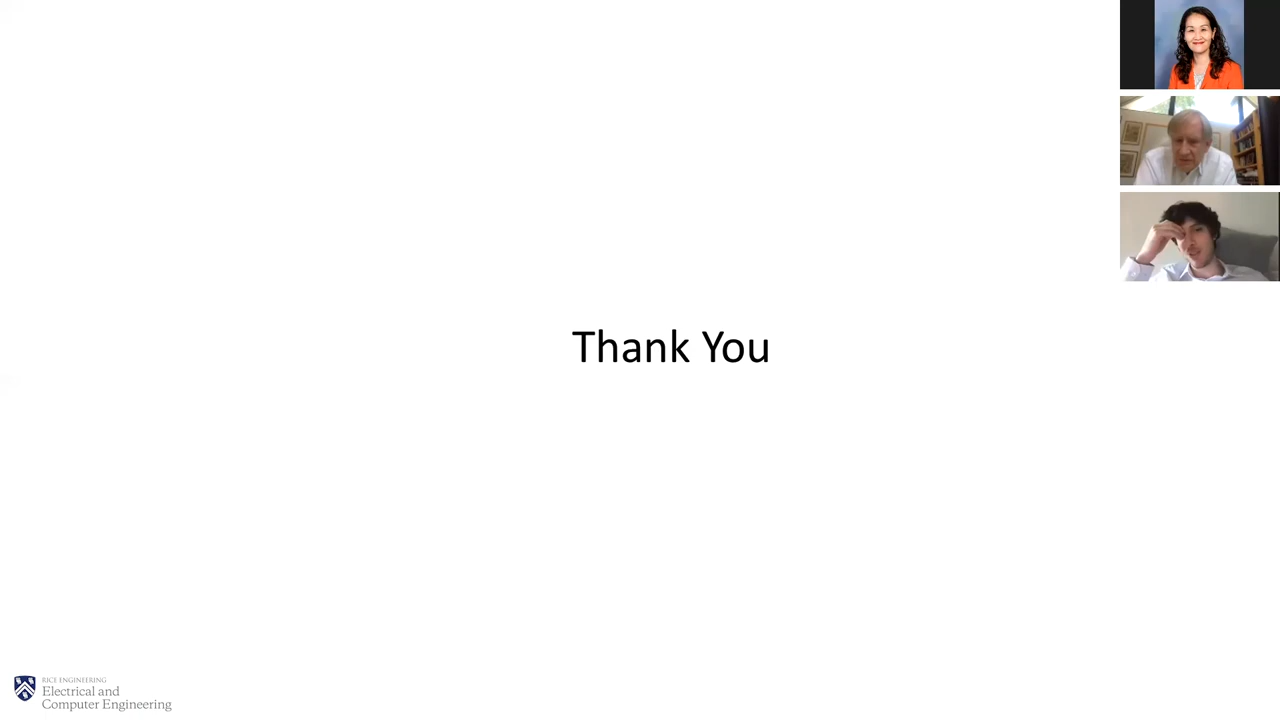 Thank You
RICE ENGINEERING
Electrical and
Computer Engineering